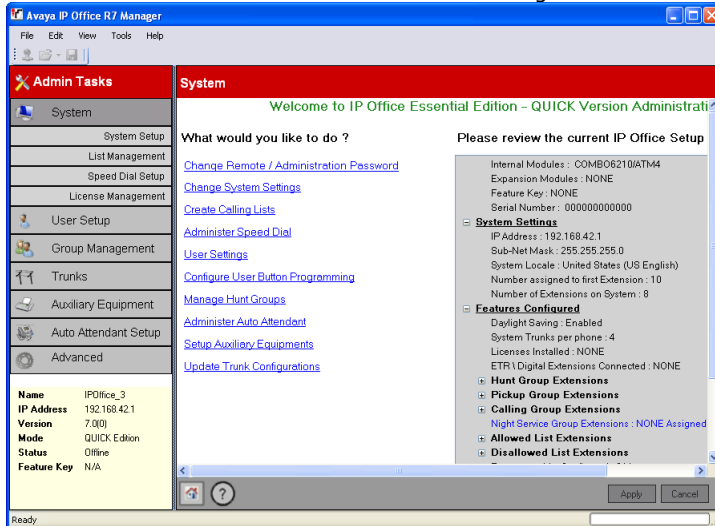 Avaya IP Office R7 Manager
File Edit View Tools Help
Admin Tasks
System
System Setup
List Management
Speed Dial Setup
License Management
User Setup
Group Management
Trunks
Auxiliary Equipment
Auto Attendant Setup
Advanced
Name IPOffice_3
IP Address 192.168.42.1
Version 7.0(0)
Mode QUICK Edition
Status Offline
Feature Key N/A
System
Welcome to IP Office Essential Edition - QUICK Version Administrati
What would you like to do ?
Change Remote / Administration Password
Change System Settings
Create Calling Lists
Administer Speed Dial
User Settings
Configure User Button Programming
Manage Hunt Groups
Administer Auto Attendant
Setup Auxiliary Equipments
Update Trunk Configurations
Please review the current IP Office Setup
Internal Modules : COMBO6210/ATM4
Expansion Modules : NONE
Feature Key : NONE
Serial Number : 000000000000
System Settings
IP Address : 192.168.42.1
Sub-Net Mask : 255.255.255.0
System Locale : United States (US English)
Number assigned to first Extension : 10
Number of Extensions on System : 8
Features Configured
Daylight Saving : Enabled
System Trunks per phone : 4
Licenses Installed : NONE
ETR \ Digital Extensions Connected : NONE
Hunt Group Extensions
Pickup Group Extensions
Calling Group Extensions
Night Service Group Extensions : NONE Assigned
Allowed List Extensions
Disallowed List Extensions
Apply Cancel
Ready